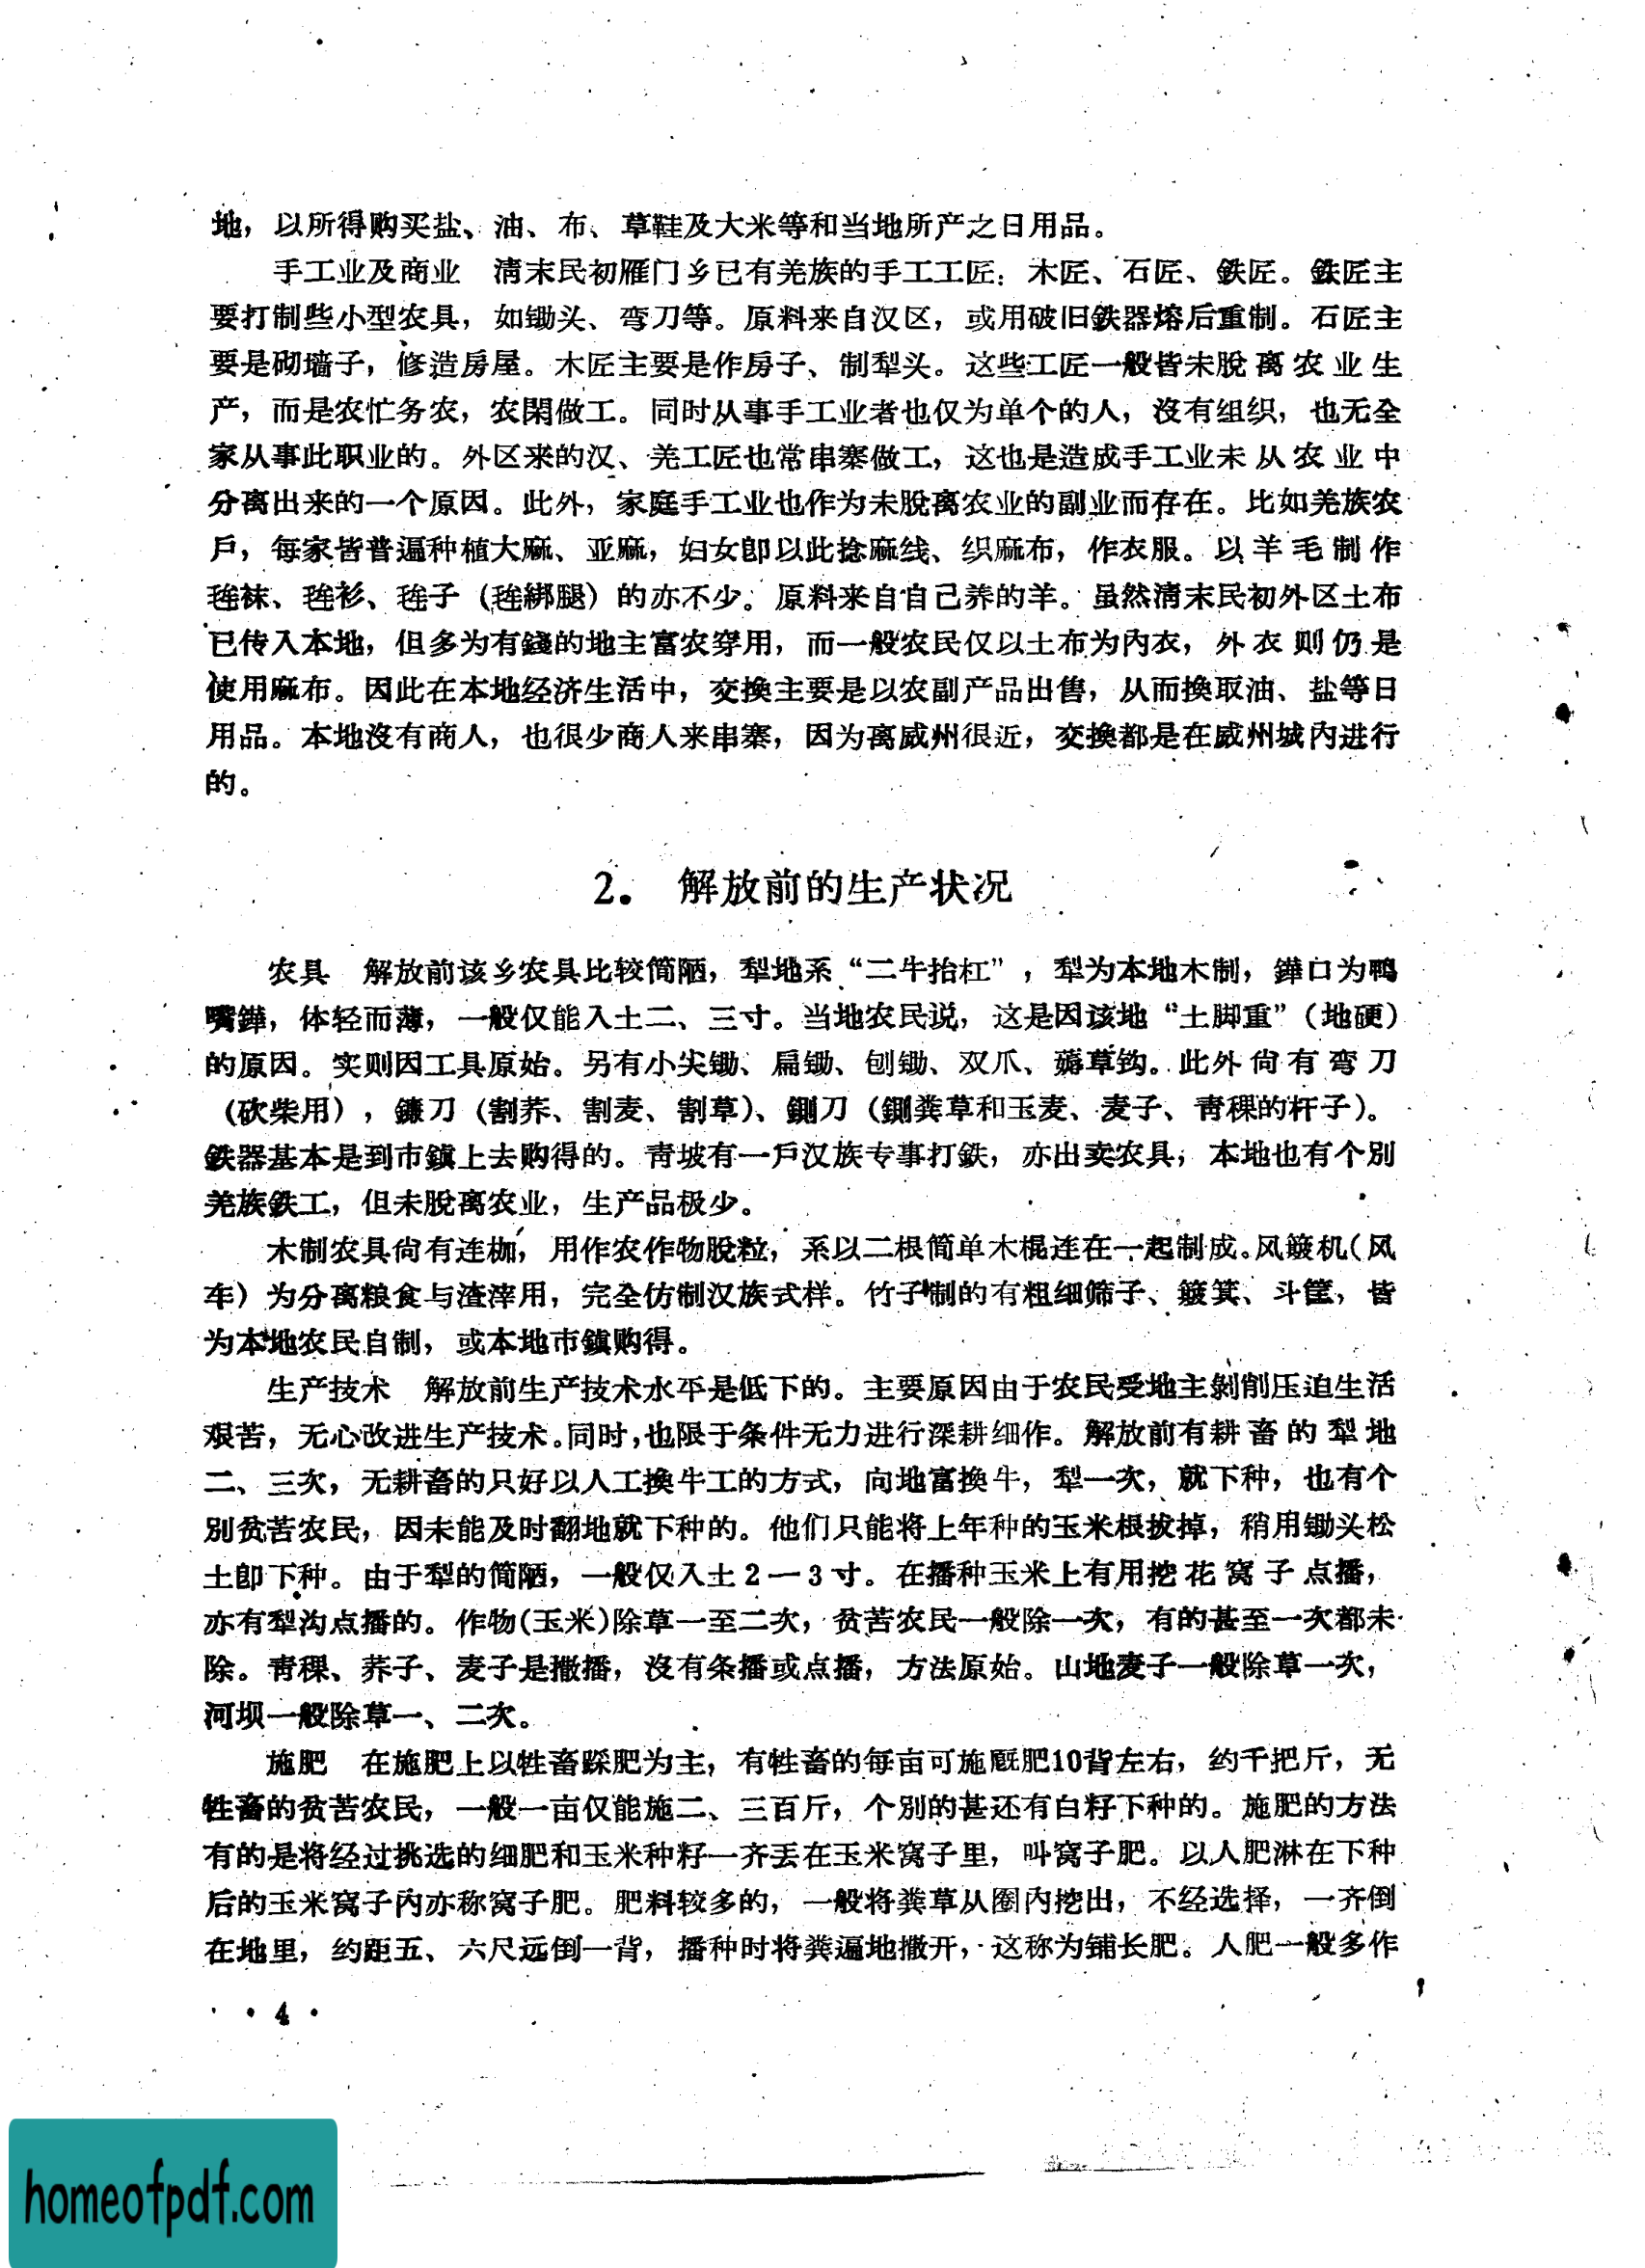 地，以所得购买盐、油、布、草鞋及大米等和当地所产之日用品。
手工业及商业　清末民初雁门乡已有羌族的手工工匠：木匠、石匠、鉄匠。鉄匠主
要打制些小型农具，如锄头、弯刀等。原料来自汉区，或用破旧鉄器熔后重制。石匠主
要是砌墙子，修造房屋。木匠主要是作房子、制犁头。这些工匠一般皆未脫离农业生
产，而是农忙务农，农閑做工。同时从事手工业者也仅为单个的人，沒有组织，也无全
家从事此职业的。外区来的汉、羌工匠也常串寨做工，这也是造成手工业未从农业中
分离出来的一个原因。此外，家庭手工业也作为未脫离农业的副业而存在。比如羌族农
戶，每家皆普遍种植大麻、亚麻，妇女卽以此捻麻线、织麻布，作衣服。以羊毛制作
毪袜、毪衫、毪子（毪綁腿）的亦不少。原料来自自己养的羊。虽然清末民初外区土布
已传入本地，但多为有錢的地主富农穿用，而一般农民仅以土布为內衣，外衣则仍是
使用麻布。因此在本地经济生活中，交换主要是以农副产品出售，从而换取油、盐等日
用品。本地沒有商人，也很少商人来串寨，因为离威州很近，交换都是在威州城內进行
的。
2.　解放前的生产状况
农具　解放前该乡农具比较简陋，犁地系“二牛抬杠”，犁为本地木制，鏵口为鸭
嘴鏵，体轻而薄，一般仅能入土二、三寸。当地农民说，这是因该地“土脚重”（地硬）
的原因。实则因工具原始。另有小尖锄、扁锄、刨锄、双爪、薅草钩。此外尙有弯刀
（砍柴用），鐮刀（割荞、割麦、割草）、鍘刀（鍘粪草和玉麦、麦子、青稞的杆子）。
鉄器基本是到市鎮上去购得的。青坡有一戶汉族专事打鉄，亦出卖农具；本地也有个别
羌族鉄工，但未脫离农业，生产品极少。
木制农具尙有连枷，用作农作物脫粒，系以二根简单木棍连在一起制成。风簸机（风
车）为分离粮食与渣滓用，完全仿制汉族式样。竹子制的有粗细筛子、簸箕、斗筐，皆
为本地农民自制，或本地市鎮购得。
生产技术　解放前生产技术水平是低下的。主要原因由于农民受地主剝削压迫生活
艰苦，无心改进生产技术。同时，也限于条件无力进行深耕细作。解放前有耕畜的犁地
二、三次，无耕畜的只好以人工換牛工的方式，向地富換牛，犁一次，就下种，也有个
别贫苦农民，因未能及时翻地就下种的。他们只能将上年种的玉米根拔掉，稍用锄头松
土卽下种。由于犁的简陋，一般仅入土2—3寸。在播种玉米上有用挖花窝子点播，
亦有犁沟点播的。作物（玉米）除草一至二次，贫苦农民一般除一次，有的甚至一次都未
除。青稞、荞子、麦子是撒播，沒有条播或点播，方法原始。山地麦子一般除草一次，
河坝一般除草一、二次。
施肥　在施肥上以牲畜踩肥为主，有牲畜的每亩可施厩肥10背左右，约千把斤，无
牲畜的贫苦农民，一般一亩仅能施二、三百斤，个别的甚还有白籽下种的。施肥的方法
有的是将经过挑选的细肥和玉米种籽一齐丢在玉米窝子里，叫窝子肥。以人肥淋在下种
后的玉米窝子內亦称窝子肥。肥料较多的，一般将粪草从圈內挖出，不经选择，一齐倒
在地里，约距五、六尺远倒一背，播种时将粪遍地撒开，这称为铺长肥。人肥一般多作
·4·
homeofpdf.com